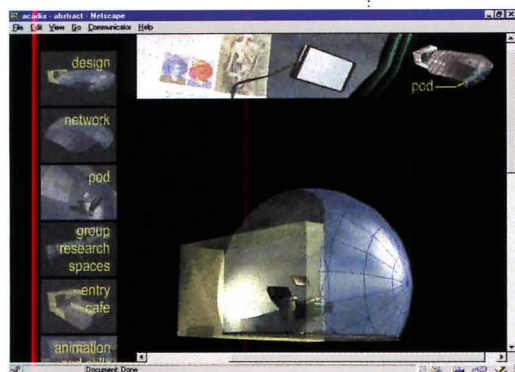 acadia - abstract - Netscape
File Edit View Go Communicator Help
design
network
pod
group
research
spaces
entry
cafe
animation
pod
Document: Done